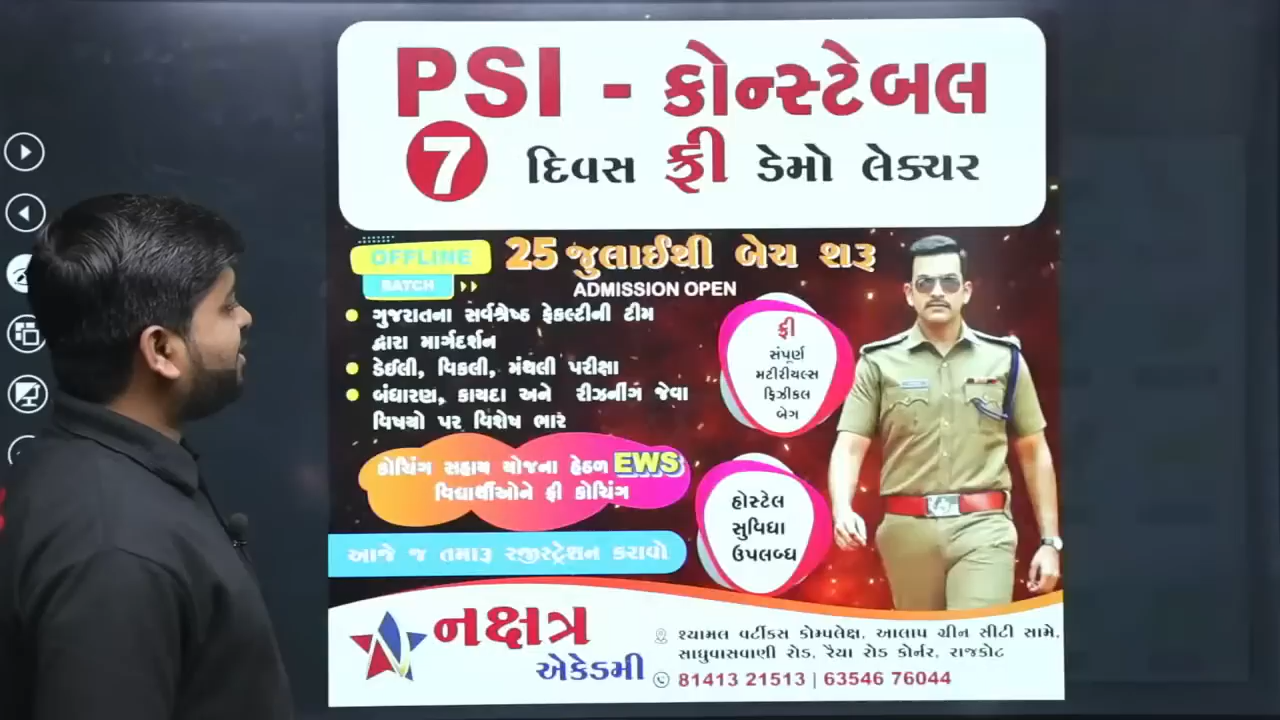 PSI - કોન્સ્ટેબલ
7 દિવસ ફ્રી ડેમો લેક્ચર
OFFLINE
BATCH
25 જુલાઈથી બેચ શરૂ
ADMISSION OPEN
ગુજરાતના સર્વશ્રેષ્ઠ ફેકલ્ટીની ટીમ
દ્વારા માર્ગદર્શન
ડેઈલી, વિકલી, મંથલી પરીક્ષા
બંધારણ, કાયદા અને રીઝનીંગ જેવા
વિષયો પર વિશેષ ભાર
ફ્રી
સંપૂર્ણ
મટીરીયલ્સ
ફિઝીકલ
બેગ
કોચિંગ સહાય યોજના હેઠળ EWS
વિદ્યાર્થીઓને ફ્રી કોચિંગ
હોસ્ટેલ
સુવિધા
ઉપલબ્ધ
આજે જ તમારૂ રજીસ્ટ્રેશન કરાવો
નક્ષત્ર
એકેડમી
શ્યામલ વર્ટીકસ કોમ્પલેક્ષ, આલાપ ગ્રીન સીટી સામે,
સાધુવાસવાણી રોડ, રૈયા રોડ કોર્નર, રાજકોટ
81413 21513 | 63546 76044